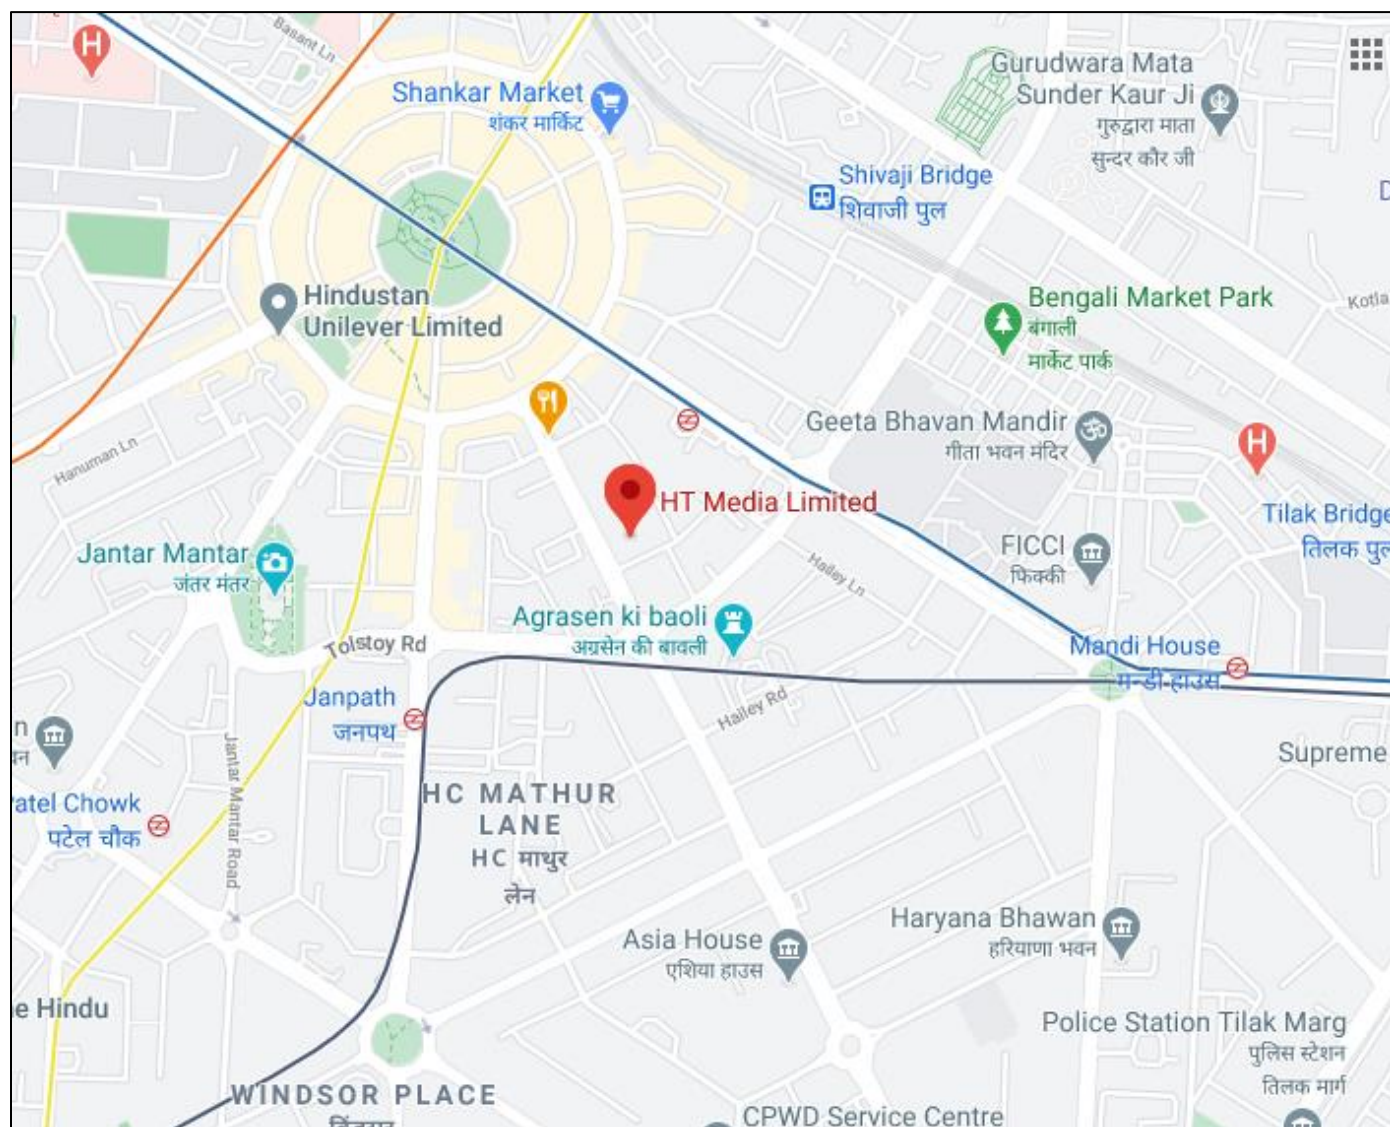 Basant Ln
H
Shankar Market
शंकर मार्किट
Gurudwara Mata
Sunder Kaur Ji
गुरुद्वारा माता
सुन्दर कौर जी
Shivaji Bridge
शिवाजी पुल
D
Hindustan
Unilever Limited
Bengali Market Park
बंगाली
मार्केट पार्क
Kotla
Geeta Bhavan Mandir
गीता भवन मंदिर
H
Hanuman Ln
HT Media Limited
Tilak Bridge
तिलक पुल
FICCI
फिक्की
Jantar Mantar
जंतर मंतर
Hailey Ln
Agrasen ki baoli
अग्रसेन की बावली
Tolstoy Rd
Mandi House
मन्डी हाउस
Janpath
जनपथ
Hailey Rd
n
वन
Supreme
Jantar Mantar Road
HC MATHUR
LANE
HC माथुर
लेन
atel Chowk
पटेल चौक
Haryana Bhawan
हरियाणा भवन
Asia House
एशिया हाउस
e Hindu
Police Station Tilak Marg
पुलिस स्टेशन
तिलक मार्ग
WINDSOR PLACE
CPWD Service Centre